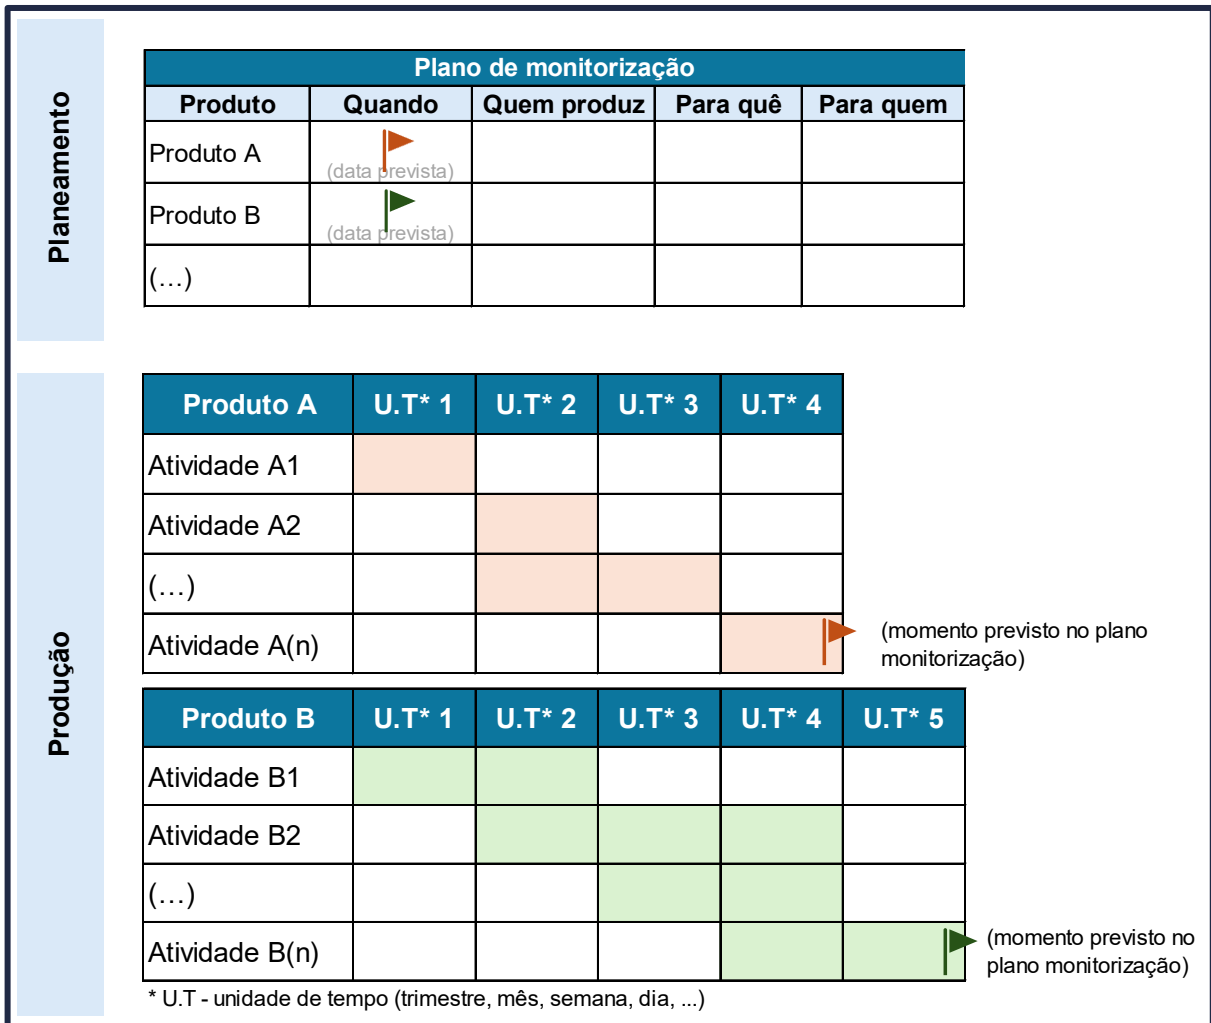 Planeamento
Plano de monitorização
Produto Quando Quem produz Para quê Para quem
Produto A
(data prevista)
Produto B
(data prevista)
(…)
Produção
Produto A U.T* 1 U.T* 2 U.T* 3 U.T* 4
Atividade A1
Atividade A2
(…)
Atividade A(n)
(momento previsto no plano
monitorização)
Produto B U.T* 1 U.T* 2 U.T* 3 U.T* 4 U.T* 5
Atividade B1
Atividade B2
(…)
Atividade B(n)
(momento previsto no
plano monitorização)
* U.T - unidade de tempo (trimestre, mês, semana, dia, ...)